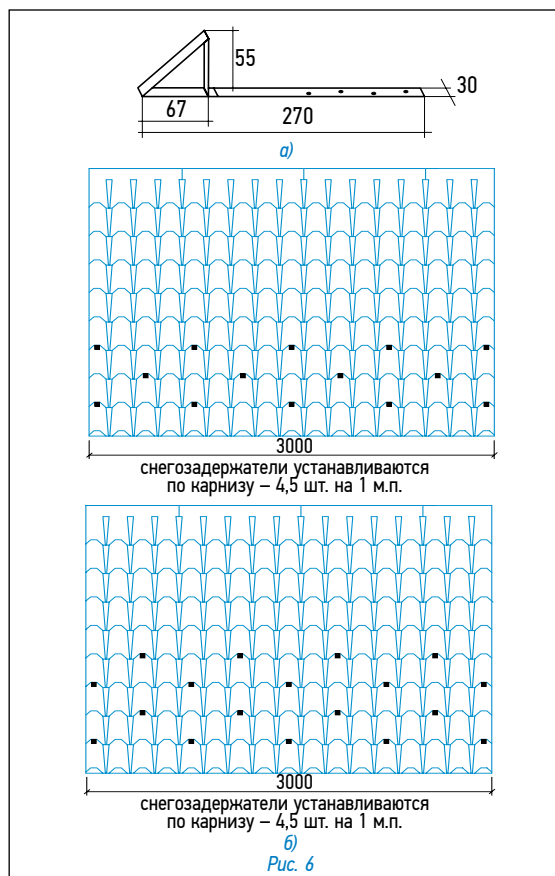 55
30
67
270
а)
3000
снегозадержатели устанавливаются
по карнизу – 4,5 шт. на 1 м.п.
3000
снегозадержатели устанавливаются
по карнизу – 4,5 шт. на 1 м.п.
б)
Рис. 6